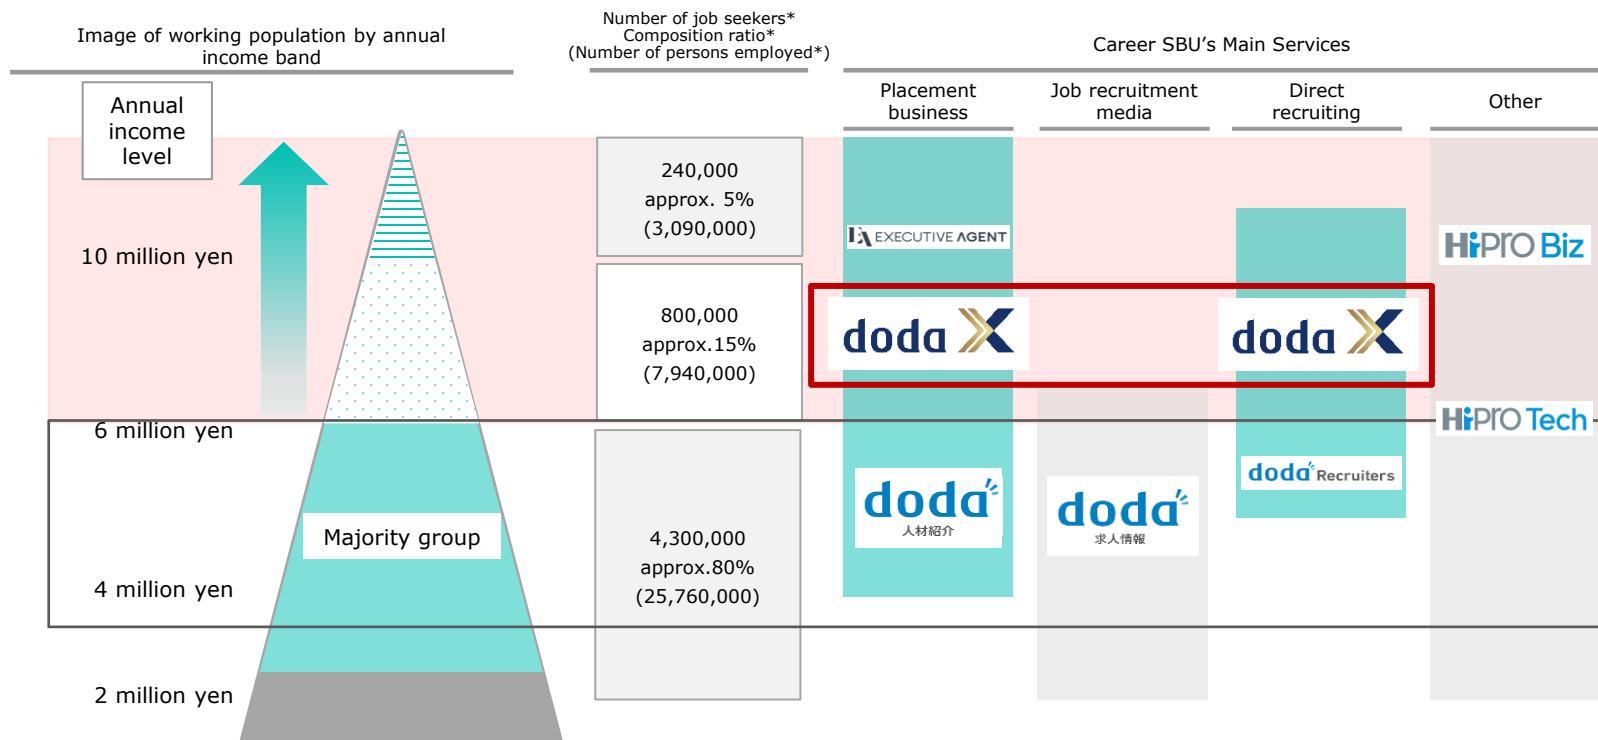 Image of working population by annual
income band
Number of job seekers*
Composition ratio*
(Number of persons employed*)
Career SBU's Main Services
Placement
business
Job recruitment
media
Direct
recruiting
Other
Annual
income
level
10 million yen
6 million yen
4 million yen
2 million yen
Majority group
240,000
approx. 5%
(3,090,000)
800,000
approx.15%
(7,940,000)
4,300,000
approx.80%
(25,760,000)
EA EXECUTIVE AGENT
doda X
doda
人材紹介
doda
求人情報
doda X
doda Recruiters
HiPRO Biz
HiPRO Tech